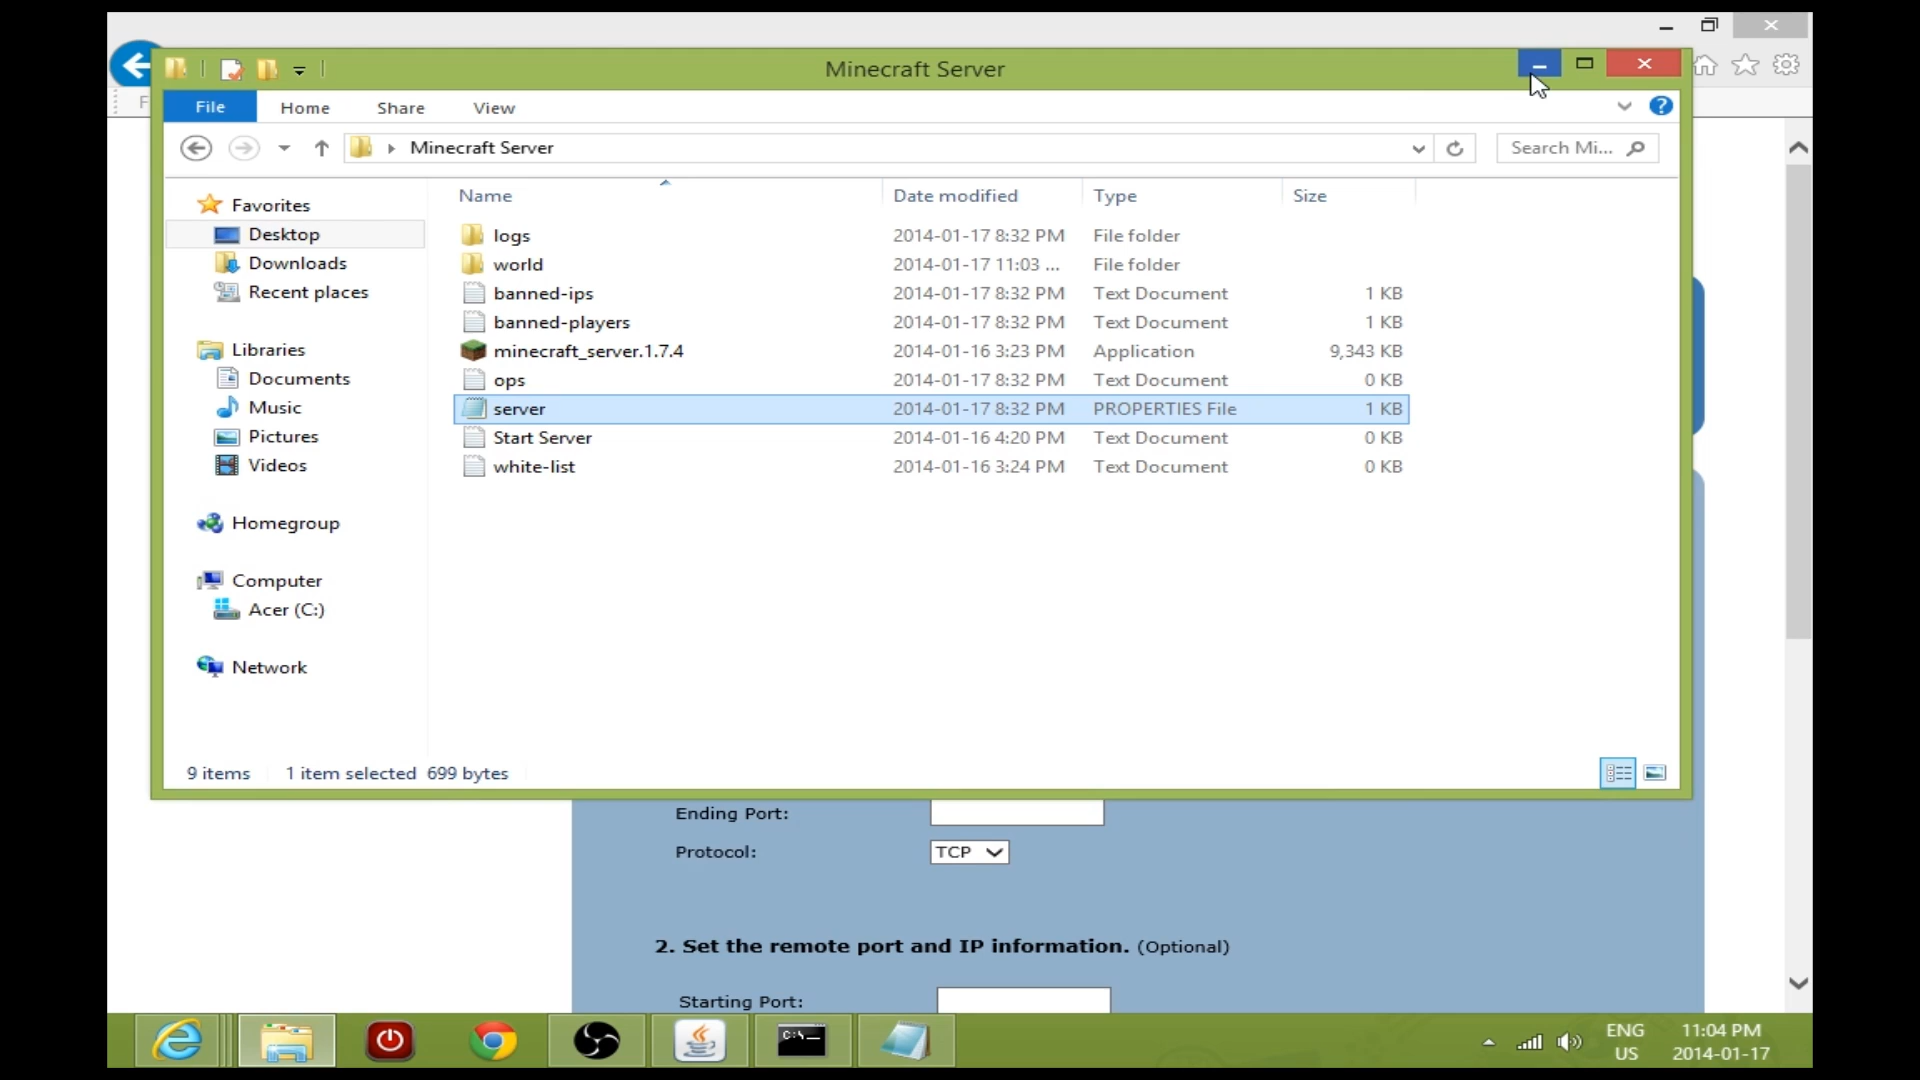 Minecraft Server
F
File Home Share View
Minecraft Server
Search Mi...
Name Date modified Type Size
Favorites
Desktop
Downloads
Recent places
Libraries
Documents
Music
Pictures
Videos
Homegroup
Computer
Acer (C:)
Network
logs 2014-01-17 8:32 PM File folder
world 2014-01-17 11:03 ... File folder
banned-ips 2014-01-17 8:32 PM Text Document 1 KB
banned-players 2014-01-17 8:32 PM Text Document 1 KB
minecraft_server.1.7.4 2014-01-16 3:23 PM Application 9,343 KB
ops 2014-01-17 8:32 PM Text Document 0 KB
server 2014-01-17 8:32 PM PROPERTIES File 1 KB
Start Server 2014-01-16 4:20 PM Text Document 0 KB
white-list 2014-01-16 3:24 PM Text Document 0 KB
9 items 1 item selected 699 bytes
Ending Port:
Protocol: TCP
2. Set the remote port and IP information. (Optional)
Starting Port:
C:\
ENG 11:04 PM
US 2014-01-17